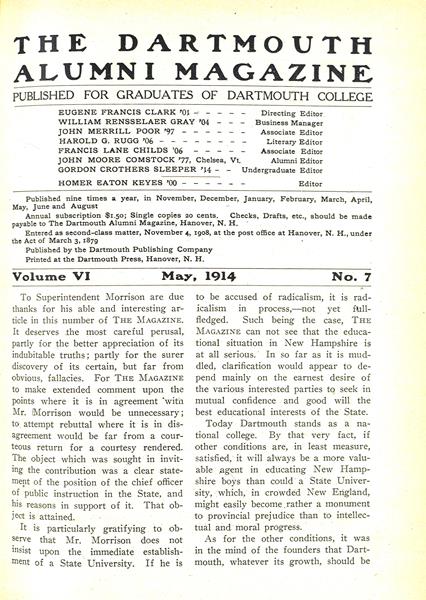 THE DARTMOUTH
ALUMNI MAGAZINE
PUBLISHED FOR GRADUATES OF DARTMOUTH COLLEGE
EUGENE FRANCIS CLARK '01 - - - - - Directing Editor
WILLIAM RENSSELAER GRAY '04 - - - Business Manager
JOHN MERRILL POOR '97 - - - - - Associate Editor
HAROLD G. RUGG '06 - - - - - - Literary Editor
FRANCIS LANE CHILDS '06 - - - - - Associate Editor
JOHN MOORE COMSTOCK '77, Chelsea, Vt. Alumni Editor
GORDON CROTHERS SLEEPER '14 - - Undergraduate Editor
HOMER EATON KEYES '00 - - - - - Editor
Published nine times a year, in November, December, January, February, March, April,
May, June and August
Annual subscription $1.50; Single copies 20 cents. Checks, Drafts, etc., should be made
payable to The Dartmouth Alumni Magazine, Hanover, N. H.
Entered as second-class matter, November 4, 1908, at the post office at Hanover, N. H., under
the Act of March 3, 1879
Published by the Dartmouth Publishing Company
Printed at the Dartmouth Press, Hanover, N. H.
Volume VI May, 1914 No. 7
To Superintendent Morrison are due
thanks for his able and interesting ar-
ticle in this number of THE MAGAZINE.
It deserves the most careful perusal,
partly for the better appreciation of its
indubitable truths; partly for the surer
discovery of its certain, but far from
obvious, fallacies. For THE MAGAZINE
to make extended comment upon the
points where it is in agreement with
Mr. Morrison would be unnecessary;
to attempt rebuttal where it is in dis-
agreement would be far from a cour-
teous return for a courtesy rendered.
The object which was sought in invit-
ing the contribution was a clear state-
ment of the position of the chief officer
of public instruction in the State, and
his reasons in support of it. That ob-
ject is attained.
It is particularly gratifying to ob-
serve that Mr. Morrison does not
insist upon the immediate establish-
ment of a State University. If he is
to be accused of radicalism, it is rad-
icalism in process,—not yet full-
fledged. Such being the case, THE
MAGAZINE can not see that the educa-
tional situation in New Hampshire is
at all serious. In so far as it is mud-
dled, clarification would appear to de-
pend mainly on the earnest desire of
the various interested parties to seek in
mutual confidence and good will the
best educational interests of the State.
Today Dartmouth stands as a na-
tional college. By that very fact, if
other conditions are, in least measure,
satisfied, it will always be a more valu-
able agent in educating New Hamp-
shire boys than could a State Univer-
sity, which, in crowded New England,
might easily become rather a monument
to provincial prejudice than to intellec-
tual and moral progress.
As for the other conditions, it was
in the mind of the founders that Dart-
mouth, whatever its growth, should be